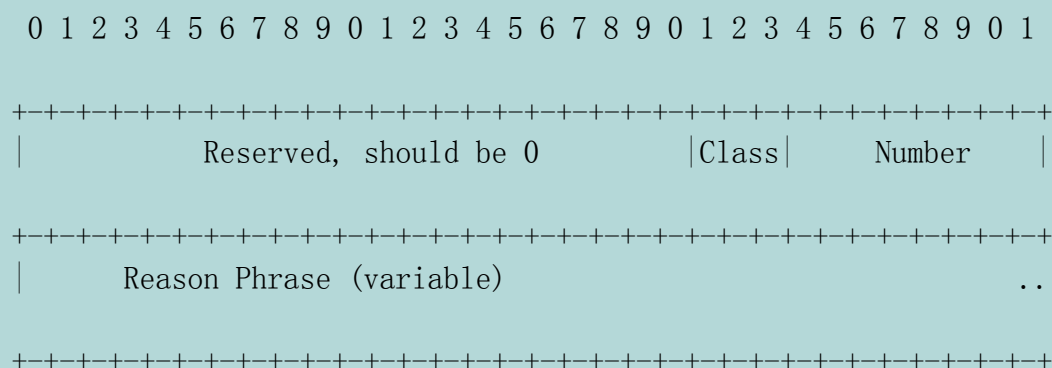 0 1 2 3 4 5 6 7 8 9 0 1 2 3 4 5 6 7 8 9 0 1 2 3 4 5 6 7 8 9 0 1
+-+-+-+-+-+-+-+-+-+-+-+-+-+-+-+-+-+-+-+-+-+-+-+-+-+-+-+-+-+-+-+-+
| Reserved, should be 0 |Class| Number |
+-+-+-+-+-+-+-+-+-+-+-+-+-+-+-+-+-+-+-+-+-+-+-+-+-+-+-+-+-+-+-+-+
| Reason Phrase (variable) ..
+-+-+-+-+-+-+-+-+-+-+-+-+-+-+-+-+-+-+-+-+-+-+-+-+-+-+-+-+-+-+-+-+